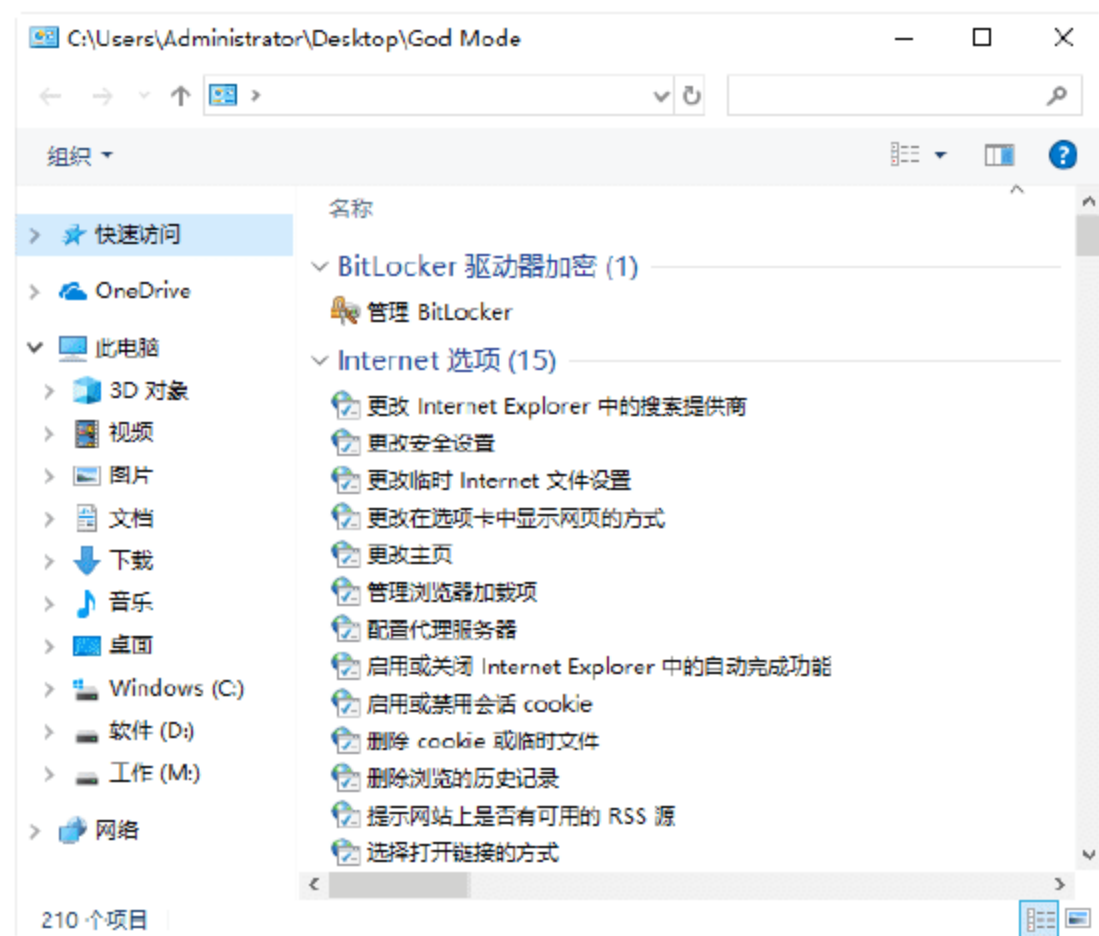 C:\Users\Administrator\Desktop\God Mode
组织
快速访问
OneDrive
此电脑
3D 对象
视频
图片
文档
下载
音乐
桌面
Windows (C:)
软件 (D:)
工作 (M:)
网络
名称
BitLocker 驱动器加密 (1)
管理 BitLocker
Internet 选项 (15)
更改 Internet Explorer 中的搜索提供商
更改安全设置
更改临时 Internet 文件设置
更改在选项卡中显示网页的方式
更改主页
管理浏览器加载项
配置代理服务器
启用或关闭 Internet Explorer 中的自动完成功能
启用或禁用会话 cookie
删除 cookie 或临时文件
删除浏览的历史记录
提示网站上是否有可用的 RSS 源
选择打开链接的方式
210 个项目